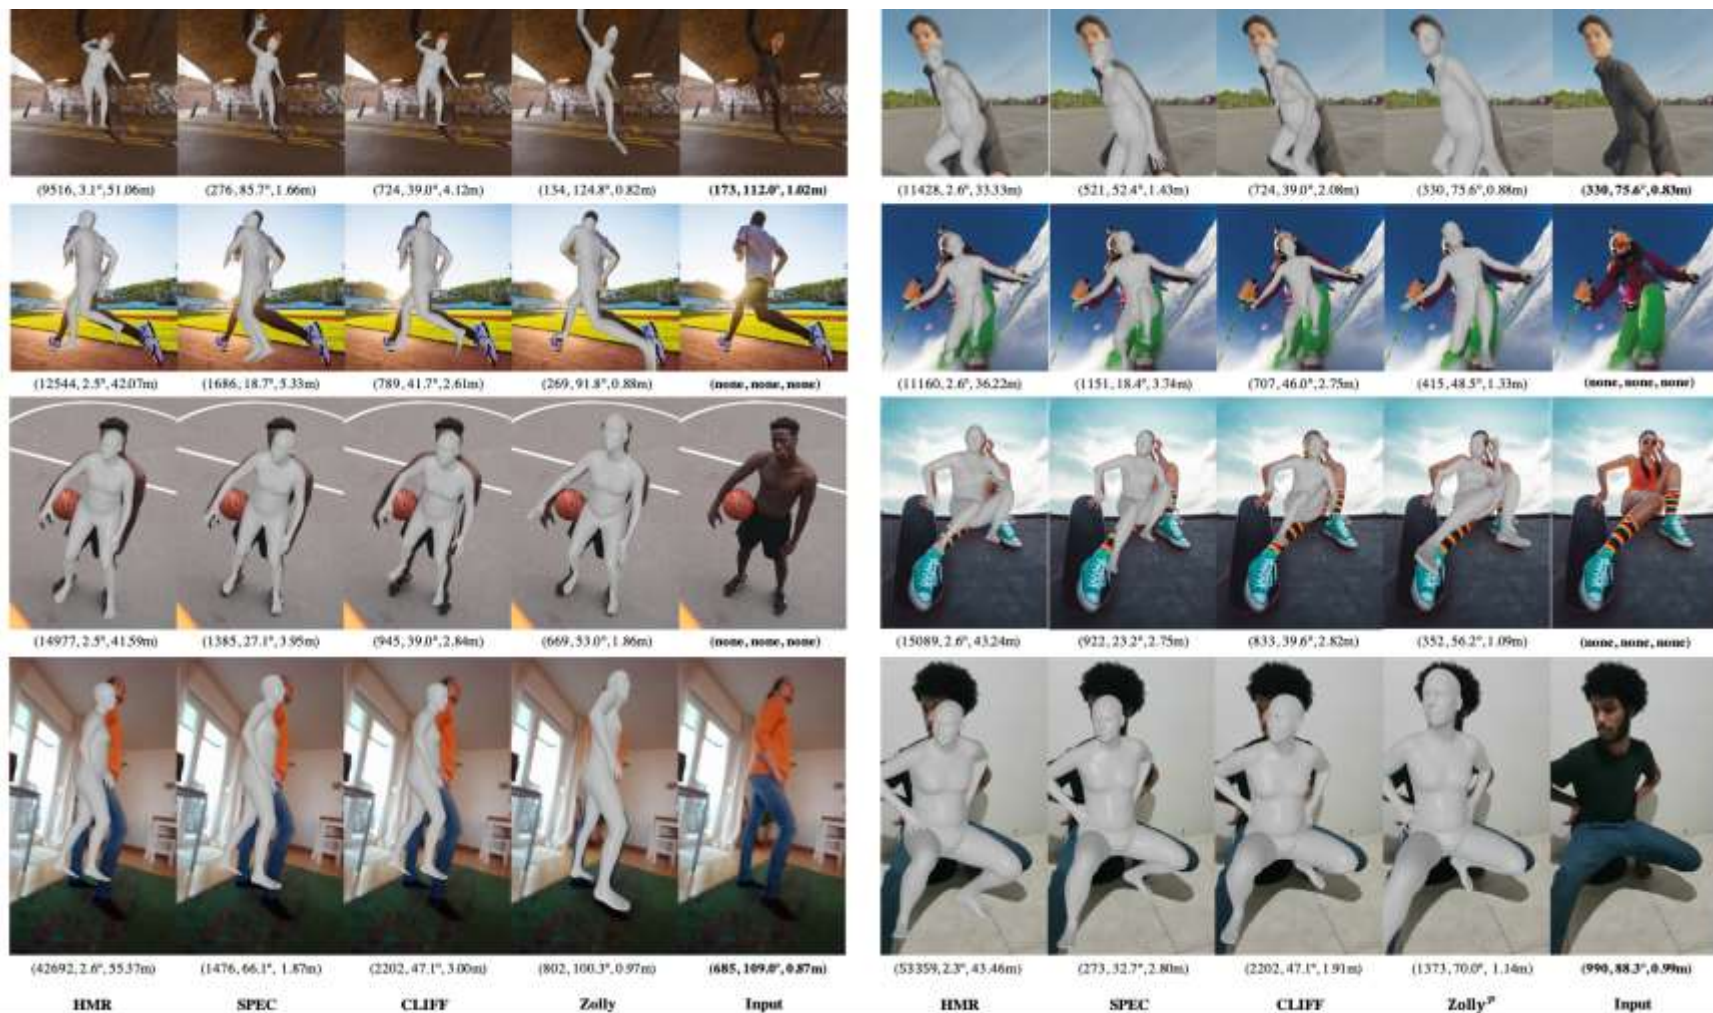 (9516, 3.1°, 51.06m) (276, 85.7°, 1.66m) (724, 39.0°, 4.12m) (134, 124.8°, 0.82m) (173, 112.0°, 1.02m) (11428, 2.6°, 33.33m) (521, 52.4°, 1.43m) (724, 39.0°, 2.08m) (330, 75.6°, 0.88m) (330, 75.6°, 0.83m)
(12544, 2.5°, 42.07m) (1686, 18.7°, 5.33m) (789, 41.7°, 2.61m) (269, 91.8°, 0.88m) (none, none, none) (11160, 2.6°, 36.22m) (1151, 18.4°, 3.74m) (707, 46.0°, 2.75m) (415, 48.5°, 1.33m) (none, none, none)
(14977, 2.5°, 41.59m) (1385, 27.1°, 3.95m) (945, 39.0°, 2.84m) (669, 53.0°, 1.86m) (none, none, none) (15089, 2.6°, 43.24m) (922, 23.2°, 2.75m) (833, 39.6°, 2.82m) (352, 56.2°, 1.09m) (none, none, none)
(42692, 2.6°, 55.37m) (1476, 66.1°, 1.87m) (2202, 47.1°, 3.00m) (802, 100.3°, 0.97m) (685, 109.0°, 0.87m) (53359, 2.3°, 43.46m) (273, 32.7°, 2.80m) (2202, 47.1°, 1.91m) (1373, 70.0°, 1.14m) (990, 88.3°, 0.99m)
HMR SPEC CLIFF Zolly Input HMR SPEC CLIFF Zolly𝒫 Input